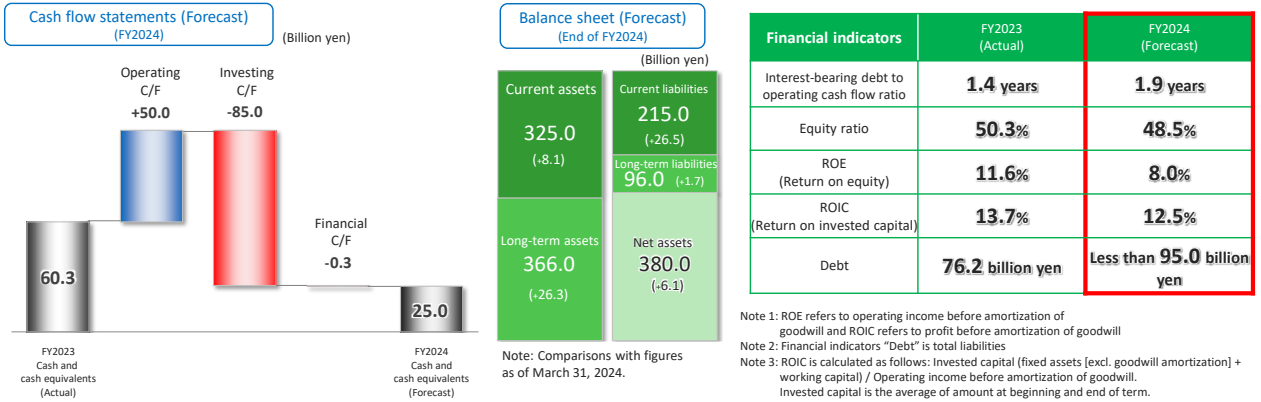 Cash flow statements (Forecast)
(FY2024)
(Billion yen)
Operating
C/F
+50.0
Investing
C/F
-85.0
Financial
C/F
-0.3
60.3
25.0
FY2023
Cash and
cash equivalents
(Actual)
FY2024
Cash and
cash equivalents
(Forecast)
Balance sheet (Forecast)
(End of FY2024)
(Billion yen)
Current assets
325.0
(+8.1)
Long-term assets
366.0
(+26.3)
Current liabilities
215.0
(+26.5)
Long-term liabilities
96.0 (+1.7)
Net assets
380.0
(+6.1)
Note: Comparisons with figures
as of March 31, 2024.
Financial indicators
FY2023
(Actual)
FY2024
(Forecast)
Interest-bearing debt to
operating cash flow ratio
1.4 years
1.9 years
Equity ratio
50.3%
48.5%
ROE
(Return on equity)
11.6%
8.0%
ROIC
(Return on invested capital)
13.7%
12.5%
Debt
76.2 billion yen
Less than 95.0 billion
yen
Note 1: ROE refers to operating income before amortization of
goodwill and ROIC refers to profit before amortization of goodwill
Note 2: Financial indicators “Debt” is total liabilities
Note 3: ROIC is calculated as follows: Invested capital (fixed assets [excl. goodwill amortization] +
working capital) / Operating income before amortization of goodwill.
Invested capital is the average of amount at beginning and end of term.